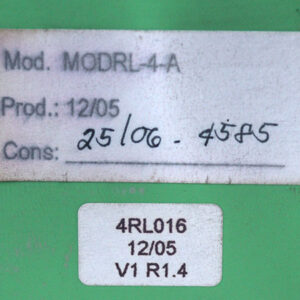 Mod. MODRL-4-A
Prod.: 12/05
Cons: 25/06 - 4585
4RL016
12/05
V1 R1.4